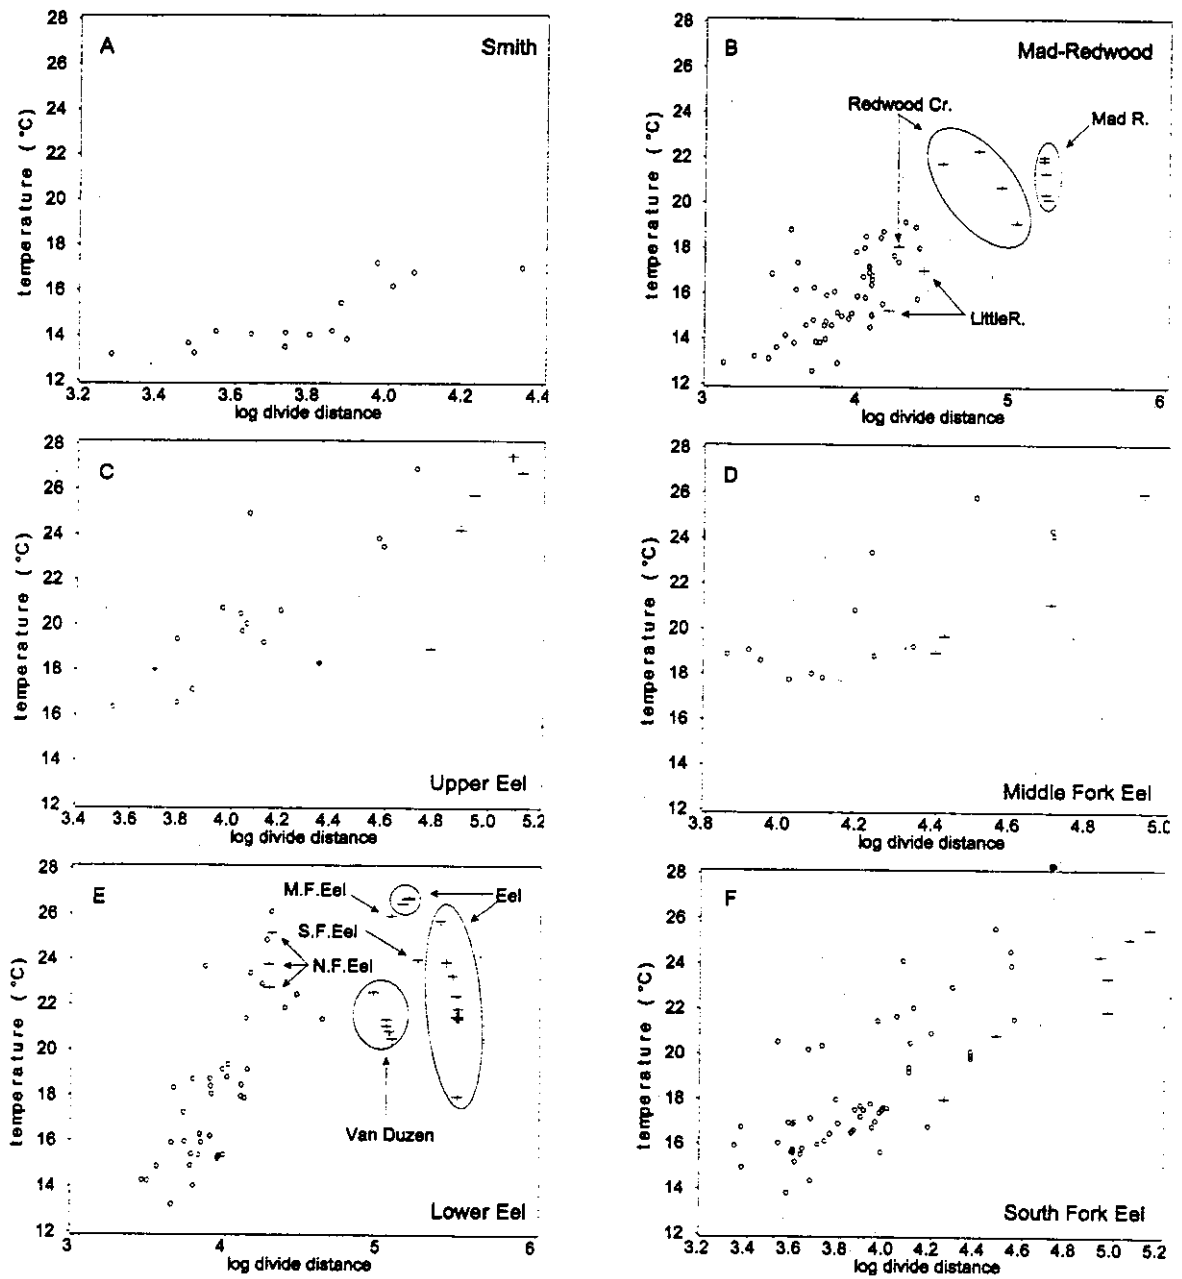 A
Smith
temperature (°C)
28
26
24
22
20
18
16
14
12
3.2 3.4 3.6 3.8 4.0 4.2 4.4
log divide distance
B
Mad-Redwood
Redwood Cr.
Mad R.
LittleR.
temperature (°C)
28
26
24
22
20
18
16
14
12
3 4 5 6
log divide distance
C
Upper Eel
temperature (°C)
28
26
24
22
20
18
16
14
12
3.4 3.6 3.8 4.0 4.2 4.4 4.6 4.8 5.0 5.2
log divide distance
D
Middle Fork Eel
temperature (°C)
28
26
24
22
20
18
16
14
12
3.8 4.0 4.2 4.4 4.6 4.8 5.0
log divide distance
E
M.F.Eel
Eel
S.F.Eel
N.F.Eel
Van Duzen
Lower Eel
temperature (°C)
28
26
24
22
20
18
16
14
12
3 4 5 6
log divide distance
F
South Fork Eel
temperature (°C)
28
26
24
22
20
18
16
14
12
3.2 3.4 3.6 3.8 4.0 4.2 4.4 4.6 4.8 5.0 5.2
log divide distance